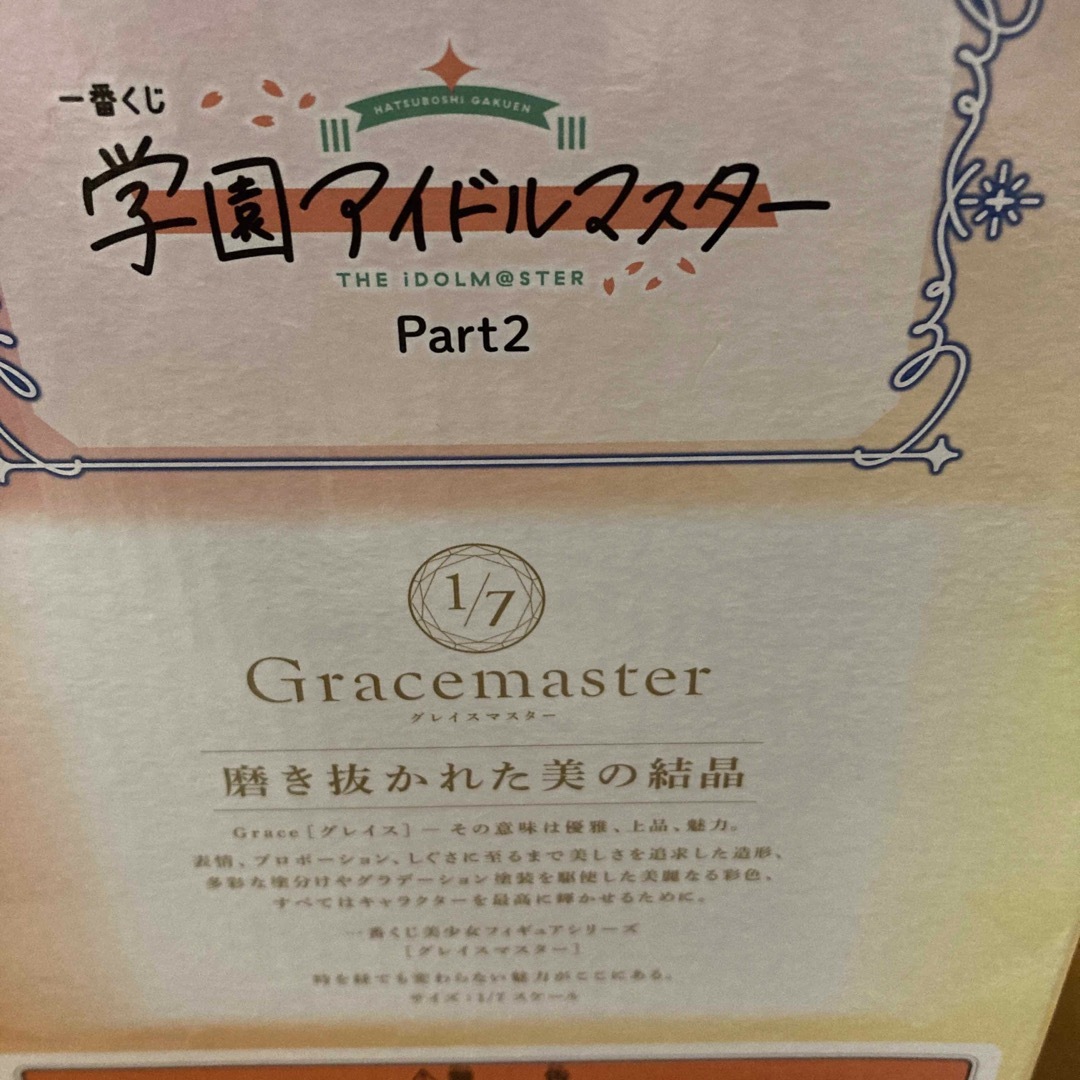 一番くじ
HATSUBOSHI GAKUEN
学園アイドルマスター
THE iDOLM@STER
Part2
1/7
Gracemaster
グレイスマスター
磨き抜かれた美の結晶
Grace[グレイス] ― その意味は優雅、上品、魅力。
表情、プロポーション、しぐさに至るまで美しさを追求した造形、
多彩な塗分けやグラデーション塗装を駆使した美麗なる彩色、
すべてはキャラクターを最高に輝かせるために。
一番くじ美少女フィギュアシリーズ
[グレイスマスター]
時を経ても変わらない魅力がここにある。
サイズ:1/7スケール